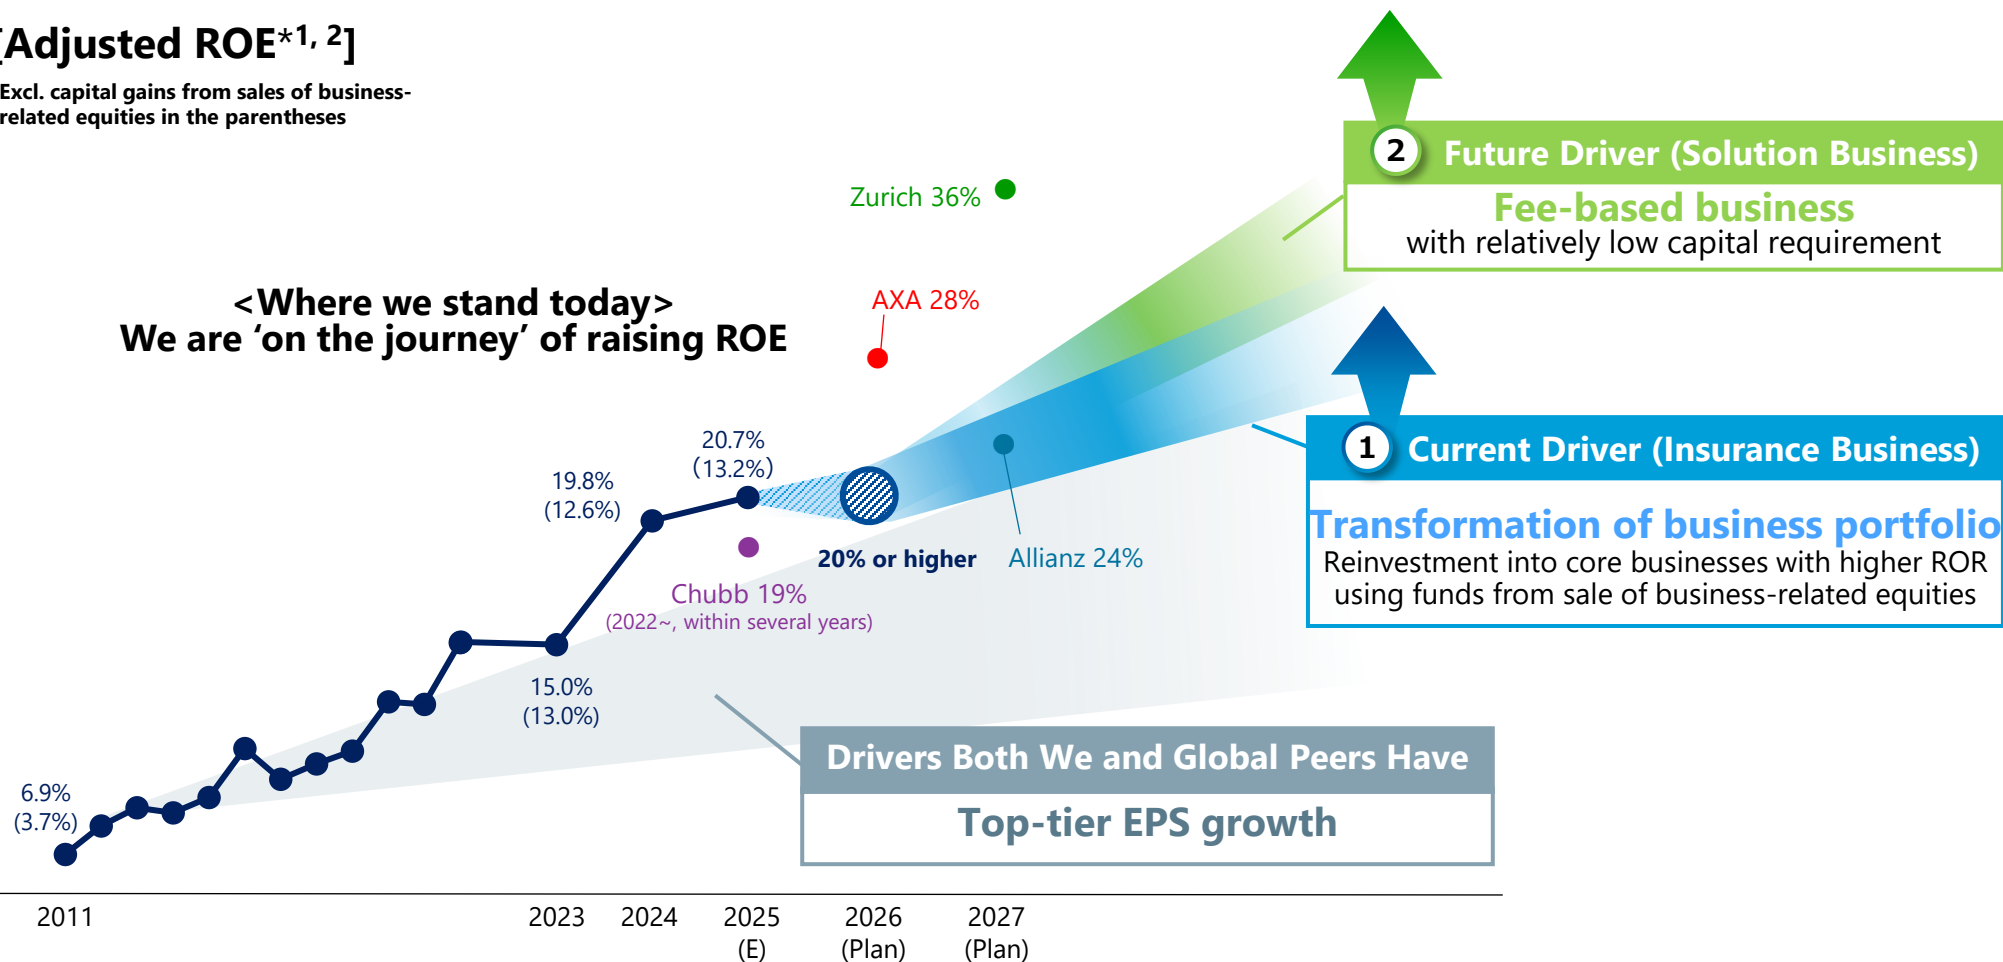 [Adjusted ROE*1, 2]
Excl. capital gains from sales of business-
related equities in the parentheses
<Where we stand today>
We are ‘on the journey’ of raising ROE
Zurich 36%
AXA 28%
2 Future Driver (Solution Business)
Fee-based business
with relatively low capital requirement
1 Current Driver (Insurance Business)
Transformation of business portfolio
Reinvestment into core businesses with higher ROR
using funds from sale of business-related equities
20.7%
(13.2%)
19.8%
(12.6%)
20% or higher
Allianz 24%
Chubb 19%
(2022~, within several years)
15.0%
(13.0%)
6.9%
(3.7%)
Drivers Both We and Global Peers Have
Top-tier EPS growth
2011
2023
2024
2025
(E)
2026
(Plan)
2027
(Plan)